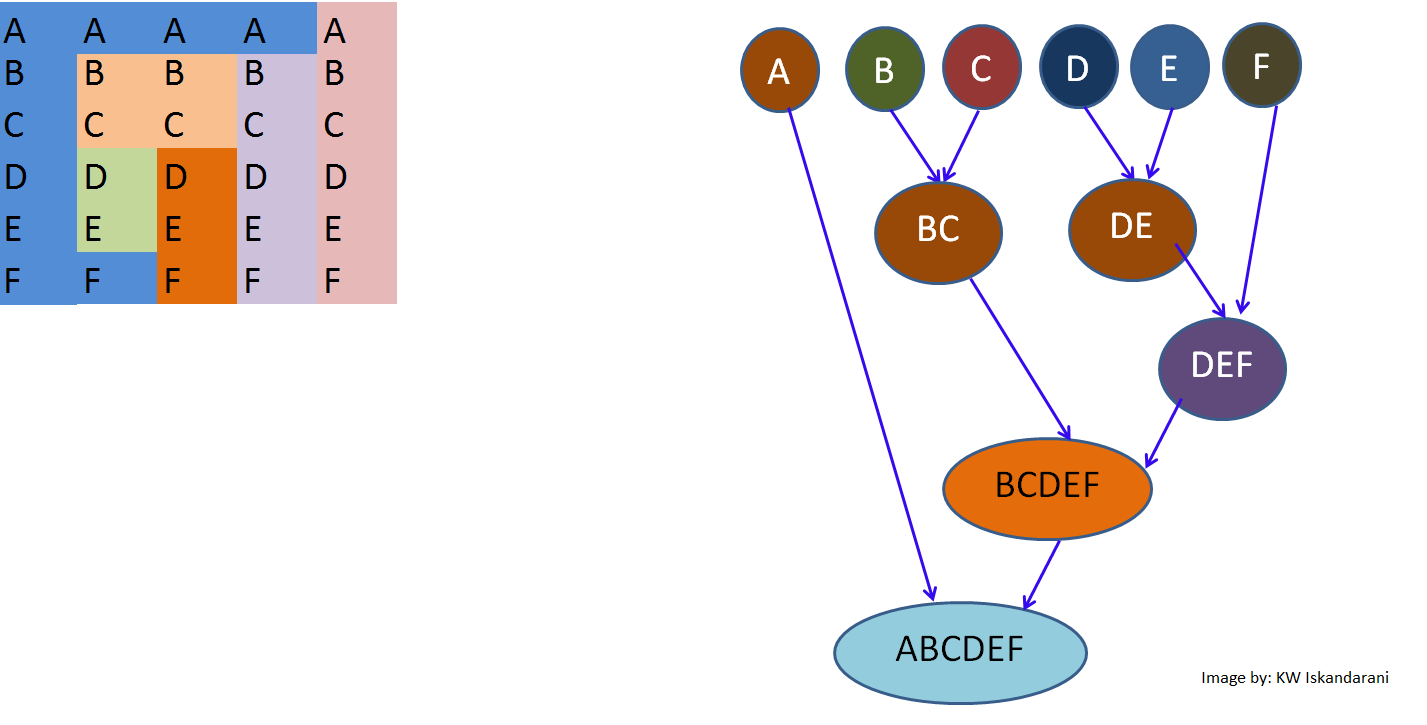 A A A A A
B B B B B
C C C C C
D D D D D
E E E E E
F F F F F
A B C D E F
BC DE
DEF
BCDEF
ABCDEF
Image by: KW Iskandarani